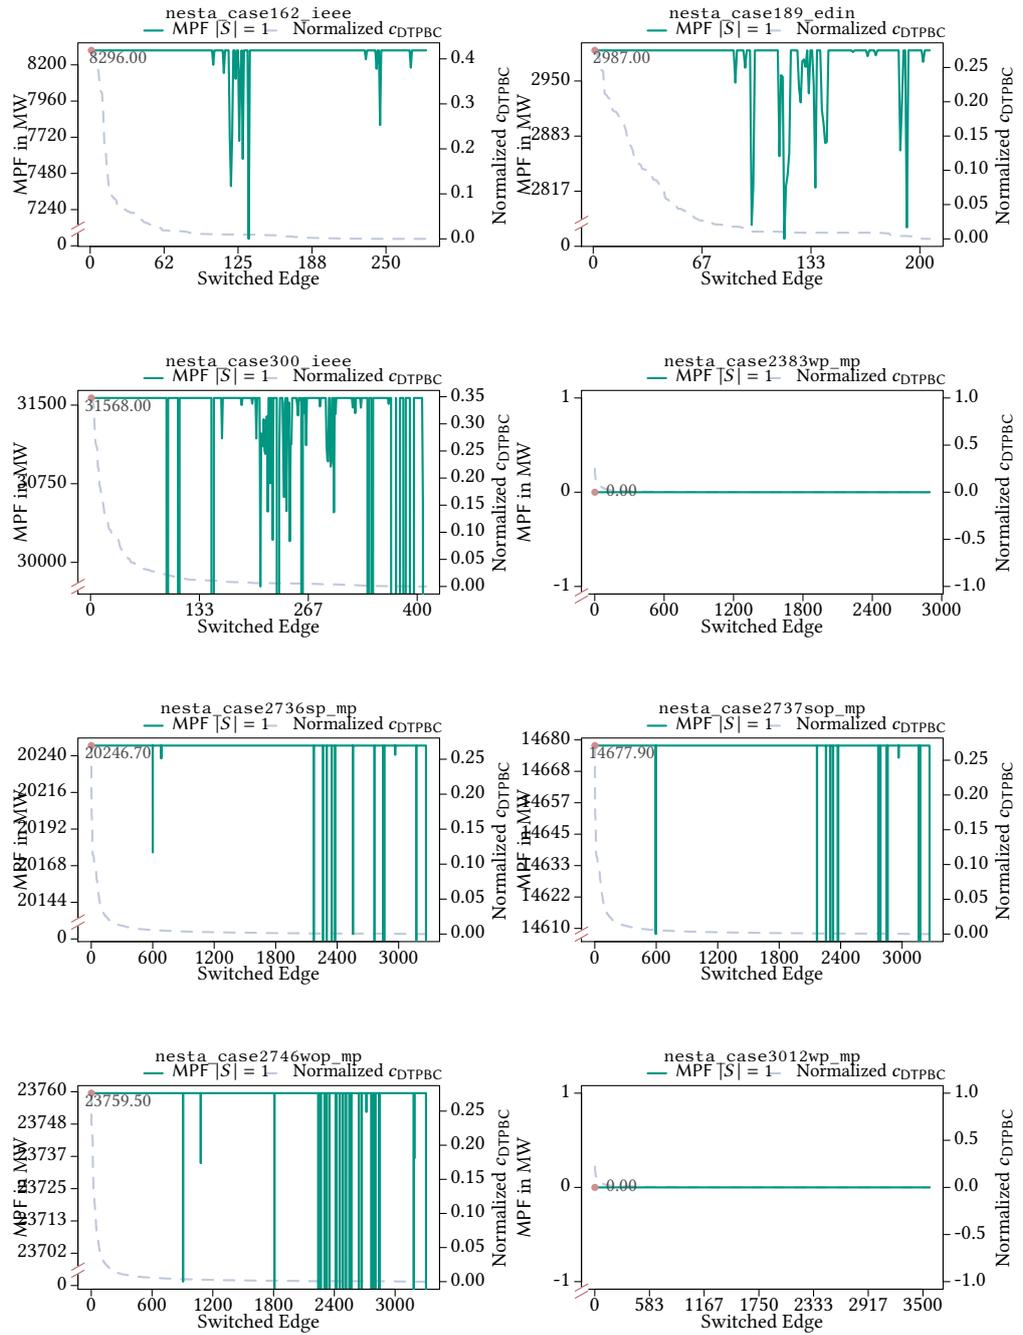 nesta_case162_ieee
MPF |S| = 1 Normalized cDTPBC
8296.00
8200
7960
7720
7480
7240
0
0.4
0.3
0.2
0.1
0.0
MPF in MW
Normalized cDTPBC
0 62 125 188 250
Switched Edge
nesta_case189_edin
MPF |S| = 1 Normalized cDTPBC
2987.00
2950
2883
2817
0
0.25
0.20
0.15
0.10
0.05
0.00
MPF in MW
Normalized cDTPBC
0 67 133 200
Switched Edge
nesta_case300_ieee
MPF |S| = 1 Normalized cDTPBC
31568.00
31500
30750
30000
0
0.35
0.30
0.25
0.20
0.15
0.10
0.05
0.00
MPF in MW
Normalized cDTPBC
0 133 267 400
Switched Edge
nesta_case2383wp_mp
MPF |S| = 1 Normalized cDTPBC
0.00
1
0
-1
1.0
0.5
0.0
-0.5
-1.0
MPF in MW
Normalized cDTPBC
0 600 1200 1800 2400 3000
Switched Edge
nesta_case2736sp_mp
MPF |S| = 1 Normalized cDTPBC
20246.70
20240
20216
20192
20168
20144
0
0.25
0.20
0.15
0.10
0.05
0.00
MPF in MW
Normalized cDTPBC
0 600 1200 1800 2400 3000
Switched Edge
nesta_case2737sop_mp
MPF |S| = 1 Normalized cDTPBC
14677.90
14680
14668
14657
14645
14633
14622
14610
0
0.25
0.20
0.15
0.10
0.05
0.00
MPF in MW
Normalized cDTPBC
0 600 1200 1800 2400 3000
Switched Edge
nesta_case2746wop_mp
MPF |S| = 1 Normalized cDTPBC
23759.50
23760
23748
23737
23725
23713
23702
0
0.25
0.20
0.15
0.10
0.05
0.00
MPF in MW
Normalized cDTPBC
0 600 1200 1800 2400 3000
Switched Edge
nesta_case3012wp_mp
MPF |S| = 1 Normalized cDTPBC
0.00
1
0
-1
1.0
0.5
0.0
-0.5
-1.0
MPF in MW
Normalized cDTPBC
0 583 1167 1750 2333 2917 3500
Switched Edge